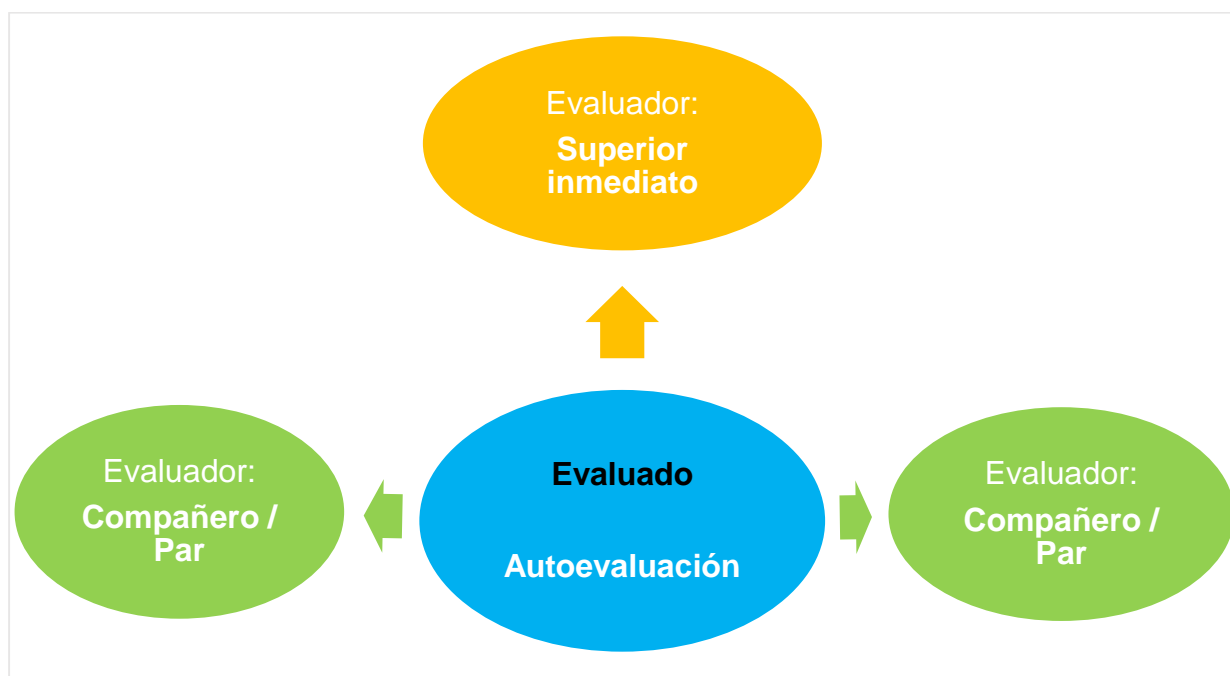 Evaluador:
Superior
inmediato
Evaluador:
Compañero /
Par
Evaluado
Autoevaluación
Evaluador:
Compañero /
Par